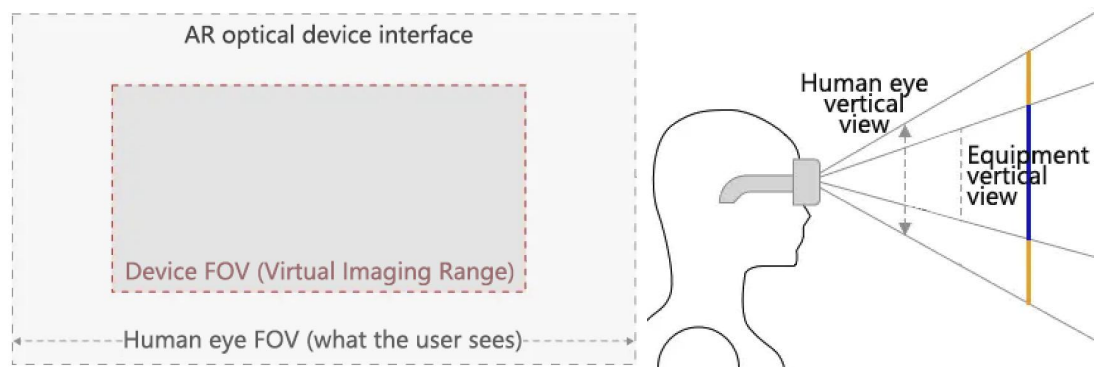 AR optical device interface
Device FOV (Virtual Imaging Range)
Human eye FOV (what the user sees)
Human eye
vertical
view
Equipment
vertical
view